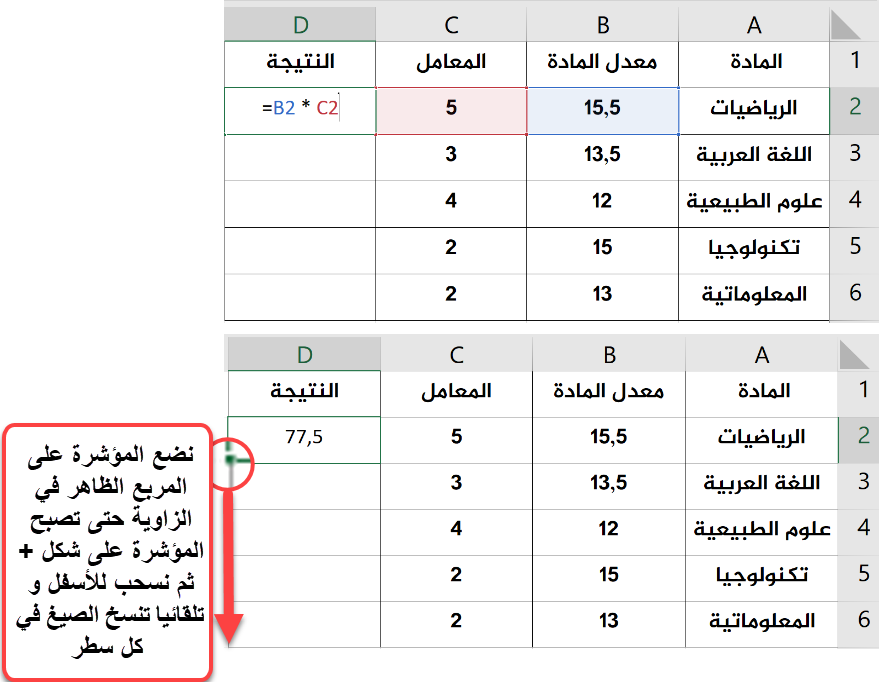 A B C D
1 المادة معدل المادة المعامل النتيجة
2 الرياضيات 15,5 5 =B2 * C2
3 اللغة العربية 13,5 3
4 علوم الطبيعية 12 4
5 تكنولوجيا 15 2
6 المعلوماتية 13 2
A B C D
1 المادة معدل المادة المعامل النتيجة
2 الرياضيات 15,5 5 77,5
3 اللغة العربية 13,5 3
4 علوم الطبيعية 12 4
5 تكنولوجيا 15 2
6 المعلوماتية 13 2
نضع المؤشرة على
المربع الظاهر في
الزاوية حتى تصبح
المؤشرة على شكل +
ثم نسحب للأسفل و
تلقائيا تنسخ الصيغ في
كل سطر